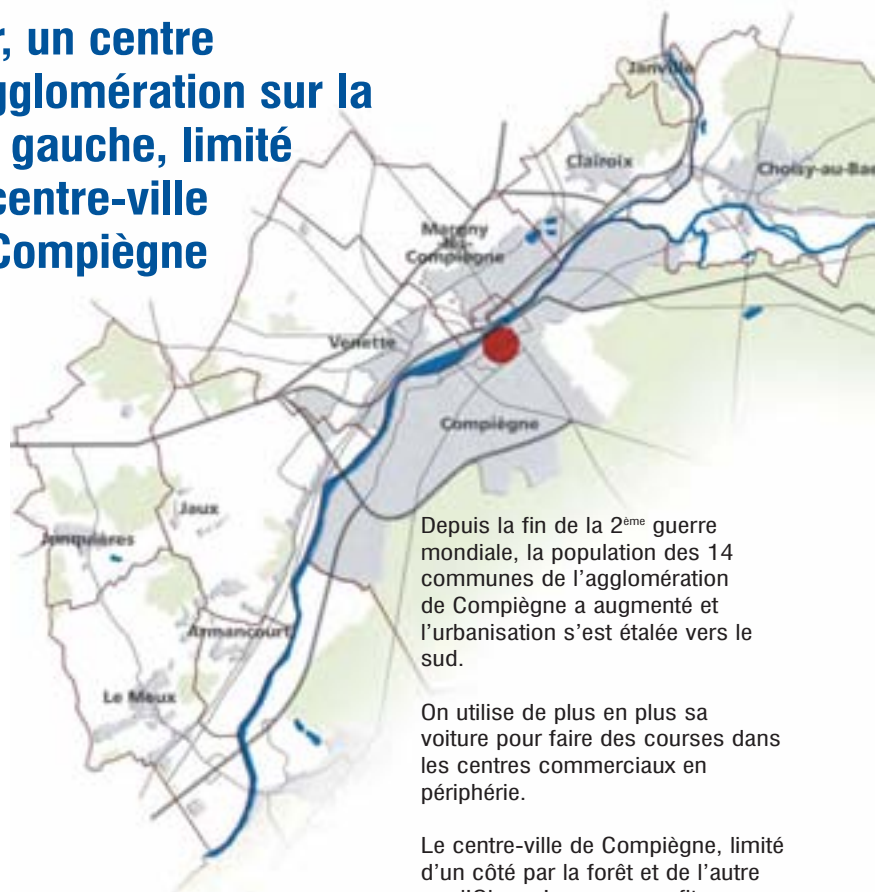 , un centre
gglomération sur la
gauche, limité
centre-ville
Compiègne
Janville
Clairoix
Choisy-au-Bac
Margny
-lès-
Compiègne
Venette
Compiègne
Jaux
Jonquières
Armancourt
Le Meux
Depuis la fin de la 2ème guerre
mondiale, la population des 14
communes de l'agglomération
de Compiègne a augmenté et
l'urbanisation s'est étalée vers le
sud.
On utilise de plus en plus sa
voiture pour faire des courses dans
les centres commerciaux en
périphérie.
Le centre-ville de Compiègne, limité
d'un côté par la forêt et de l'autre